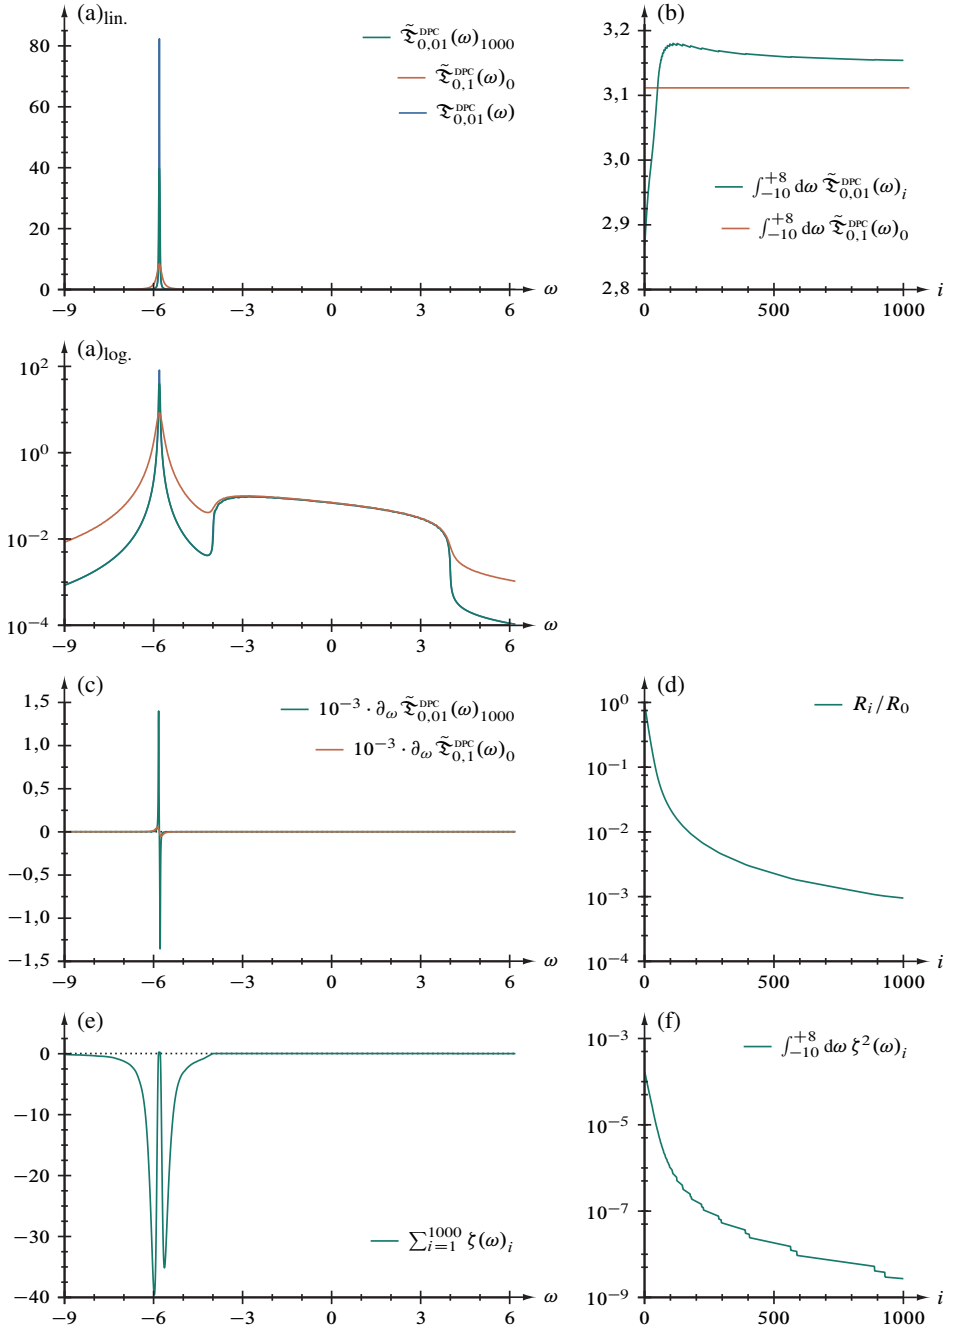 (a)lin.
80
60
40
20
0
−9 −6 −3 0 3 6 ω
𝔗̃^DPC_0,01(ω)_1000
𝔗̃^DPC_0,1(ω)_0
𝔗^DPC_0,01(ω)
(b)
3,2
3,1
3,0
2,9
2,8
0 500 1000 i
∫_−10^+8 dω 𝔗̃^DPC_0,01(ω)_i
∫_−10^+8 dω 𝔗̃^DPC_0,1(ω)_0
(a)log.
10^2
10^0
10^−2
10^−4
−9 −6 −3 0 3 6 ω
(c)
1,5
1,0
0,5
0
−0,5
−1,0
−1,5
−9 −6 −3 0 3 6 ω
10^−3 · ∂_ω 𝔗̃^DPC_0,01(ω)_1000
10^−3 · ∂_ω 𝔗̃^DPC_0,1(ω)_0
(d)
10^0
10^−1
10^−2
10^−3
10^−4
0 500 1000 i
R_i/R_0
(e)
0
−10
−20
−30
−40
−9 −6 −3 0 3 6 ω
∑_i=1^1000 ζ(ω)_i
(f)
10^−3
10^−5
10^−7
10^−9
0 500 1000 i
∫_−10^+8 dω ζ^2(ω)_i